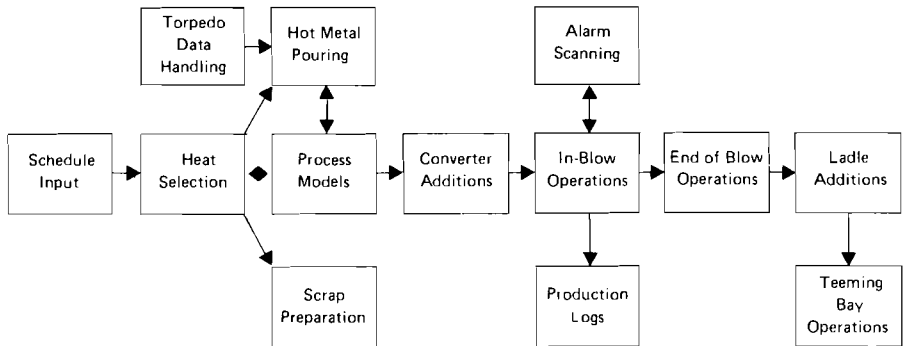 Torpedo
Data
Handling
Hot Metal
Pouring
Alarm
Scanning
Schedule
Input
Heat
Selection
Process
Models
Converter
Additions
In-Blow
Operations
End of Blow
Operations
Ladle
Additions
Scrap
Preparation
Production
Logs
Teeming
Bay
Operations